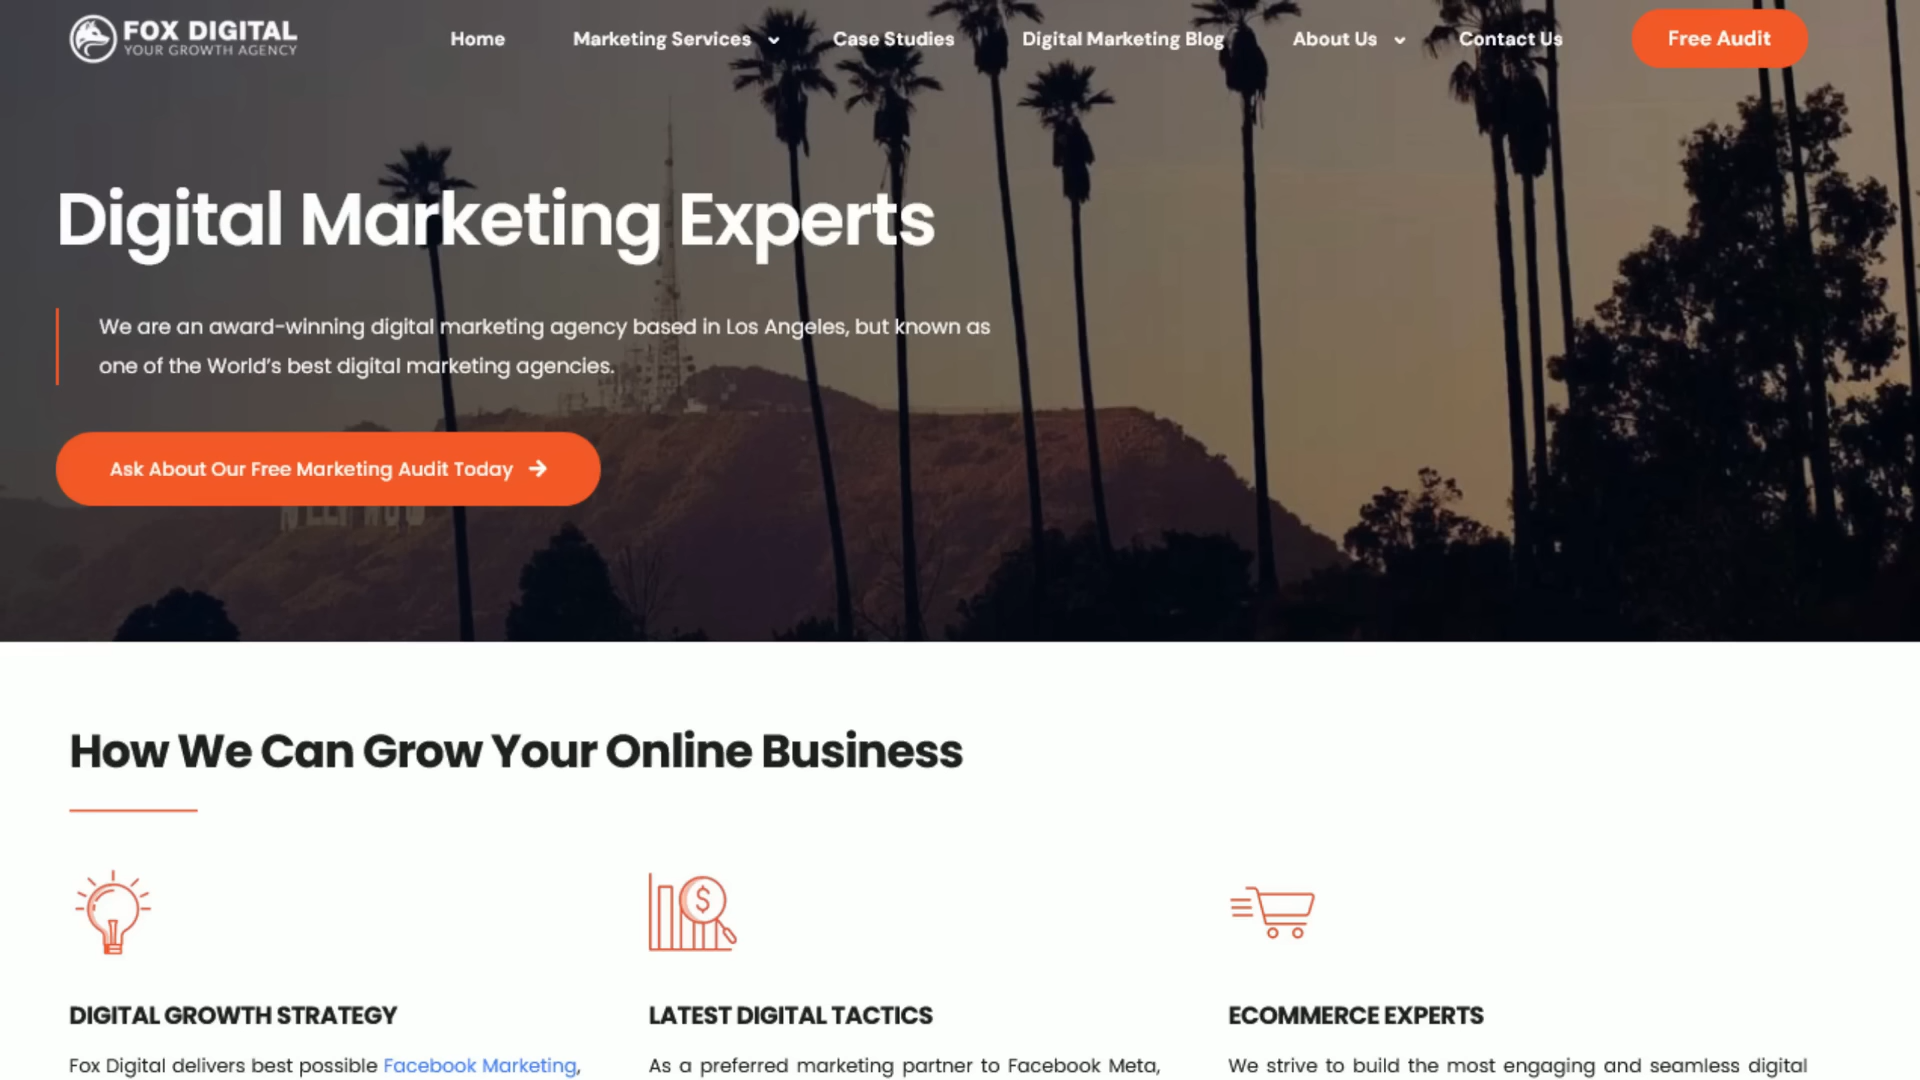 FOX DIGITAL
YOUR GROWTH AGENCY
Home
Marketing Services
Case Studies
Digital Marketing Blog
About Us
Contact Us
Free Audit
Digital Marketing Experts
We are an award-winning digital marketing agency based in Los Angeles, but known as
one of the World's best digital marketing agencies.
Ask About Our Free Marketing Audit Today
How We Can Grow Your Online Business
$
DIGITAL GROWTH STRATEGY
Fox Digital delivers best possible Facebook Marketing,
LATEST DIGITAL TACTICS
As a preferred marketing partner to Facebook Meta,
ECOMMERCE EXPERTS
We strive to build the most engaging and seamless digital